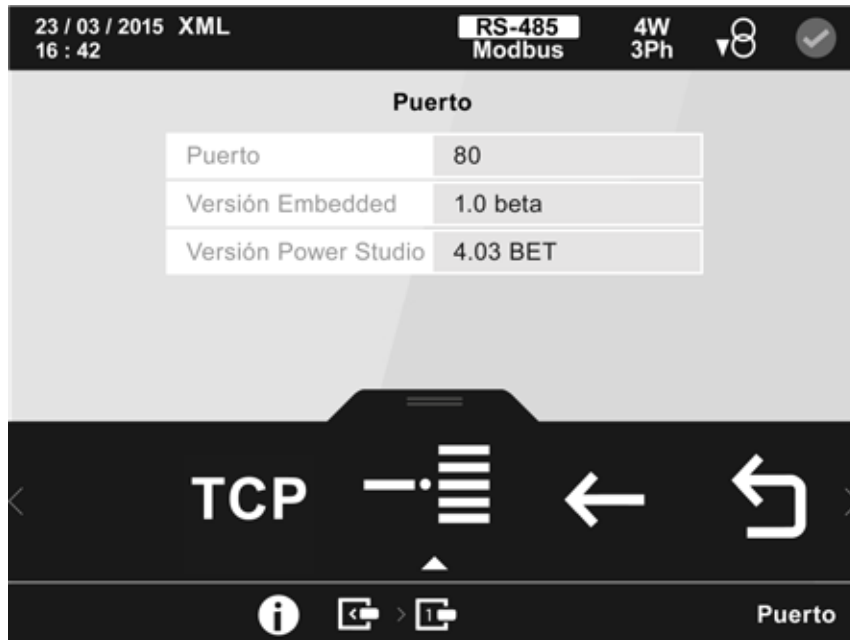 23 / 03 / 2015 XML RS-485 4W
16 : 42 Modbus 3Ph
Puerto
Puerto 80
Versión Embedded 1.0 beta
Versión Power Studio 4.03 BET
TCP
i 1 Puerto